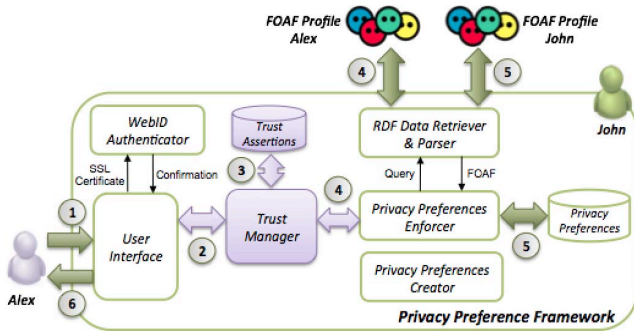 FOAF Profile
Alex
FOAF Profile
John
4
5
WebID
Authenticator
Trust
Assertions
RDF Data Retriever
& Parser
John
SSL
Certificate
Confirmation
3
Query
FOAF
1
4
User
Interface
2
Trust
Manager
Privacy Preferences
Enforcer
5
Privacy
Preferences
Alex
6
Privacy Preferences
Creator
Privacy Preference Framework